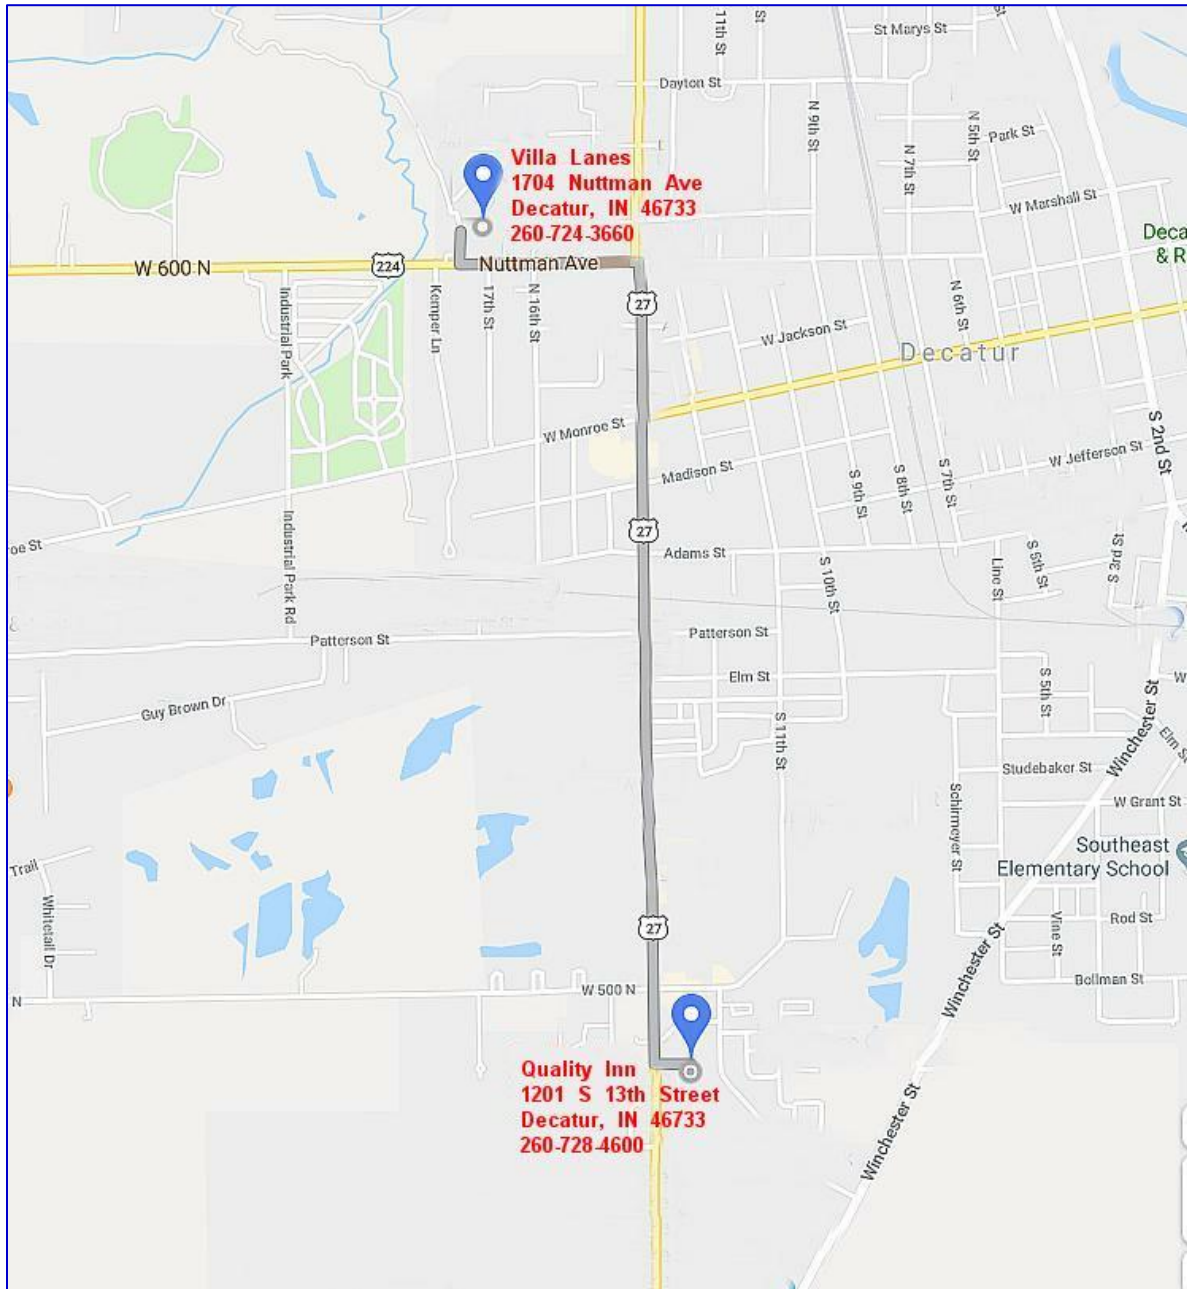 St
11th St
St Marys St
Dayton St
N 9th St
N 7th St
N 5th St
Park St
W Marshall St
Villa Lanes
1704 Nuttman Ave
Decatur, IN 46733
260-724-3660
Deca
& R
W 600 N
224
Nuttman Ave
27
Industrial Park
Kemper Ln
17th St
N 16th St
N 6th St
W Jackson St
Decatur
W Monroe St
Madison St
S 9th St
S 8th St
S 7th St
W Jefferson St
S 2nd St
oe St
Industrial Park Rd
27
Adams St
S 10th St
Line St
S 5th St
S 3rd St
Patterson St
Patterson St
Elm St
S 5th St
W
Guy Brown Dr
S 11th St
Winchester St
Elm S
Studebaker St
Schirmeyer St
W Grant St
Southeast
Elementary School
Trail
Whitetail Dr
27
Vine St
Rod St
Winchester St
Bollman St
N
W 500 N
Quality Inn
1201 S 13th Street
Decatur, IN 46733
260-728-4600
Winchester St